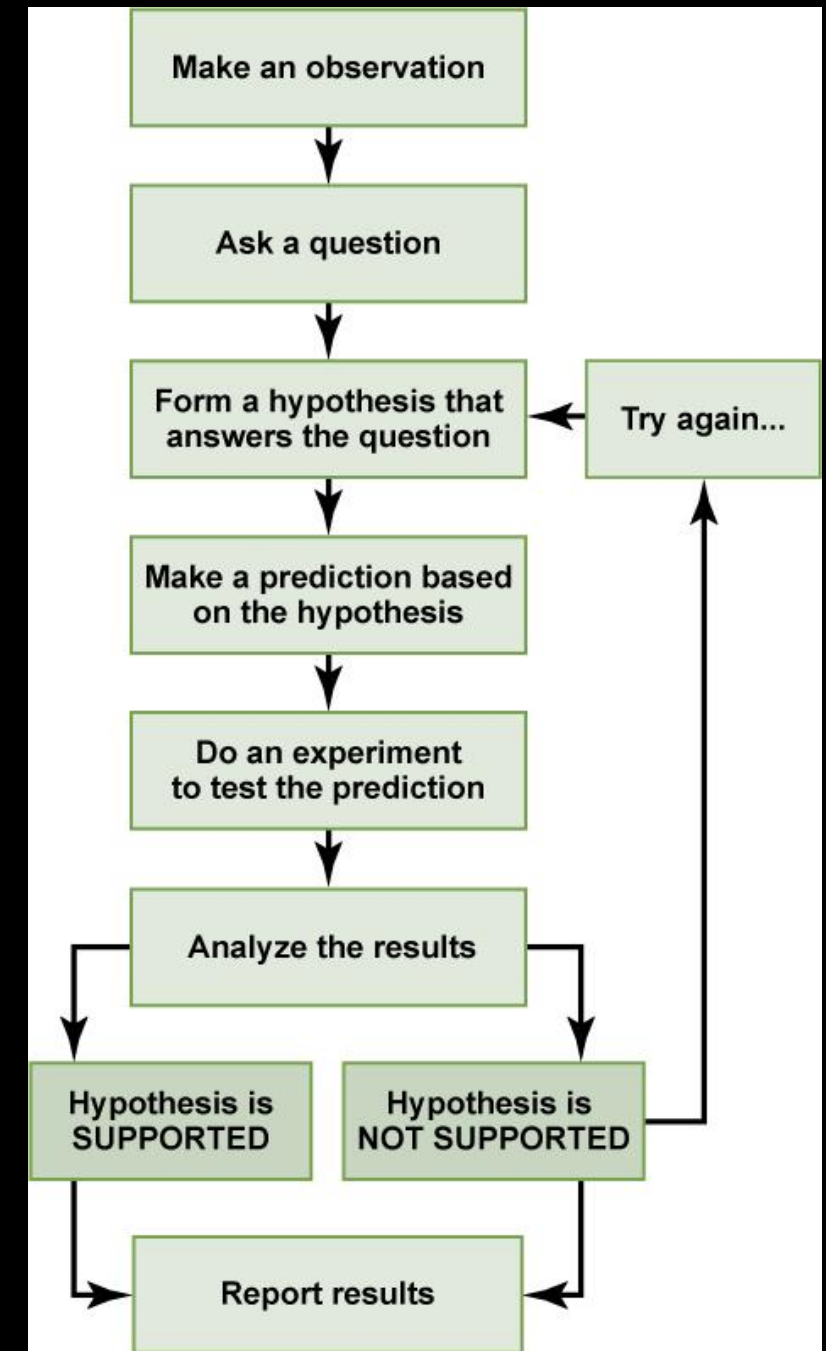 Make an observation
Ask a question
Form a hypothesis that
answers the question
Try again...
Make a prediction based
on the hypothesis
Do an experiment
to test the prediction
Analyze the results
Hypothesis is
SUPPORTED
Hypothesis is
NOT SUPPORTED
Report results